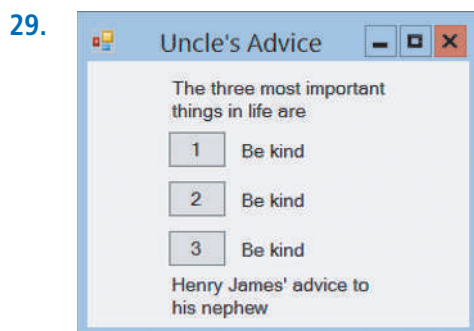 29.
Uncle's Advice
The three most important
things in life are
1 Be kind
2 Be kind
3 Be kind
Henry James' advice to
his nephew